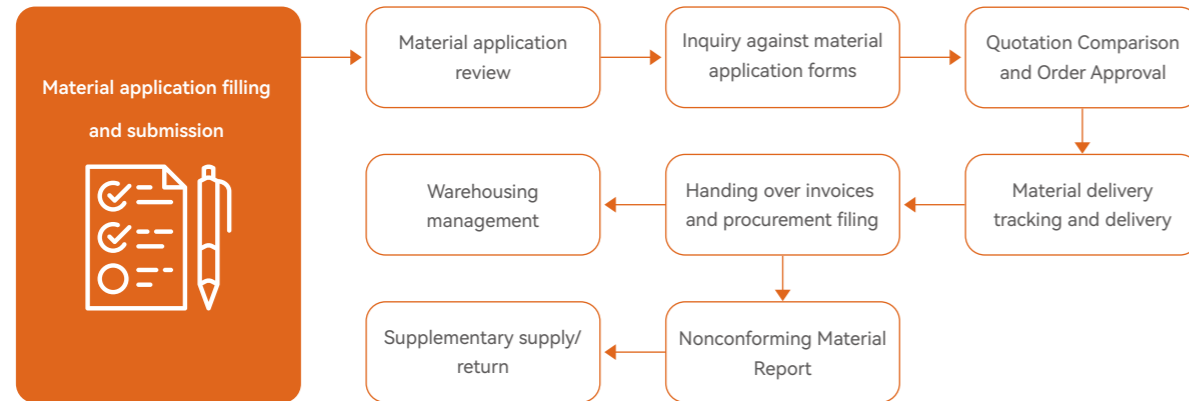 Material application filling
and submission
Material application
review
Inquiry against material
application forms
Quotation Comparison
and Order Approval
Material delivery
tracking and delivery
Handing over invoices
and procurement filing
Warehousing
management
Nonconforming Material
Report
Supplementary supply/
return